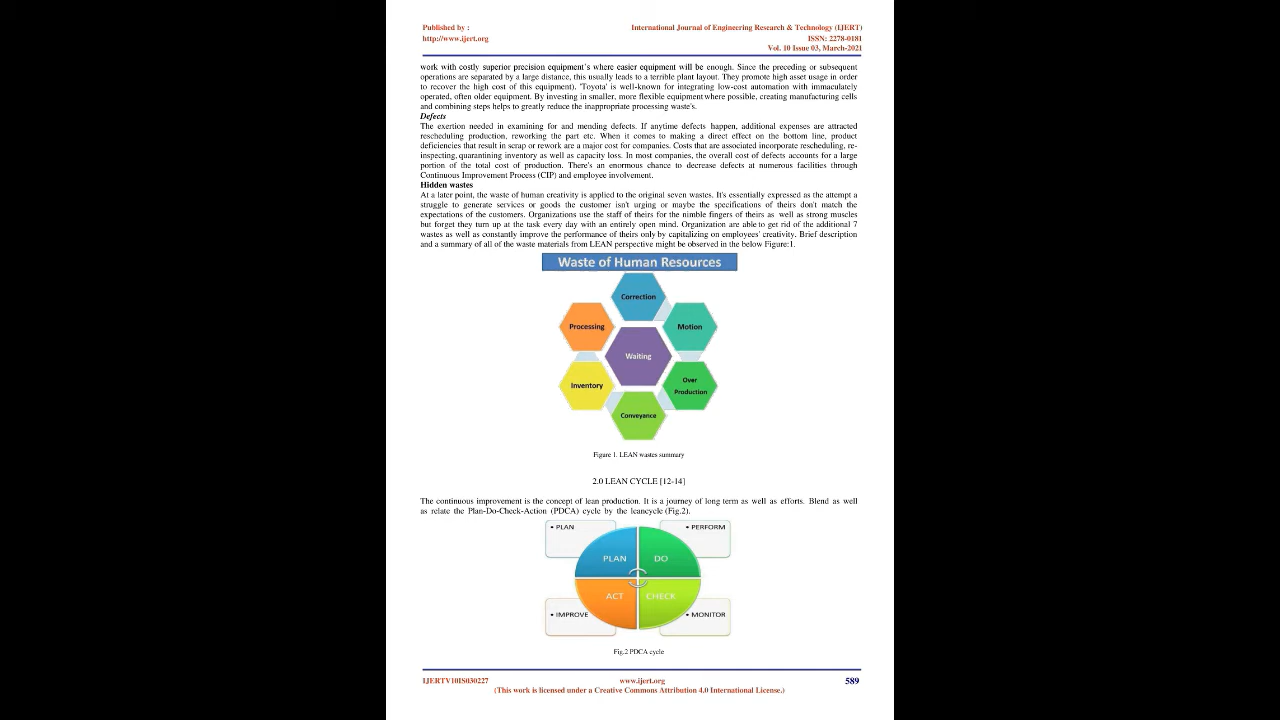 Published by :
International Journal of Engineering Research & Technology (IJERT)
http://www.ijert.org
ISSN: 2278-0181
Vol. 10 Issue 03, March-2021
work with costly superior precision equipment's where easier equipment will be enough. Since the preceding or subsequent
operations are separated by a large distance, this usually leads to a terrible plant layout. They promote high asset usage in order
to recover the high cost of this equipment). 'Toyota' is well-known for integrating low-cost automation with immaculately
operated, often older equipment. By investing in smaller, more flexible equipment where possible, creating manufacturing cells
and combining steps helps to greatly reduce the inappropriate processing waste's.
Defects
The exertion needed in examining for and mending defects. If anytime defects happen, additional expenses are attracted
rescheduling production, reworking the part etc. When it comes to making a direct effect on the bottom line, product
deficiencies that result in scrap or rework are a major cost for companies. Costs that are associated incorporate rescheduling, re-
inspecting, quarantining inventory as well as capacity loss. In most companies, the overall cost of defects accounts for a large
portion of the total cost of production. There's an enormous chance to decrease defects at numerous facilities through
Continuous Improvement Process (CIP) and employee involvement.
Hidden wastes
At a later point, the waste of human creativity is applied to the original seven wastes. It's essentially expressed as the attempt a
struggle to generate services or goods the customer isn't urging or maybe the specifications of theirs don't match the
expectations of the customers. Organizations use the staff of theirs for the nimble fingers of theirs as well as strong muscles
but forget they turn up at the task every day with an entirely open mind. Organization are able to get rid of the additional 7
wastes as well as constantly improve the performance of theirs only by capitalizing on employees' creativity. Brief description
and a summary of all of the waste materials from LEAN perspective might be observed in the below Figure:1.
Waste of Human Resources
Correction
Processing
Motion
Waiting
Inventory
Over
Production
Conveyance
Figure 1. LEAN wastes summary
2.0 LEAN CYCLE [12-14]
The continuous improvement is the concept of lean production. It is a journey of long-term as well as efforts. Blend as well
as relate the Plan-Do-Check-Action (PDCA) cycle by the leancycle (Fig.2).
• PLAN
• PERFORM
PLAN
DO
ACT
CHECK
• IMPROVE
• MONITOR
Fig.2 PDCA cycle
IJERTV10IS030227
www.ijert.org
589
(This work is licensed under a Creative Commons Attribution 4.0 International License.)